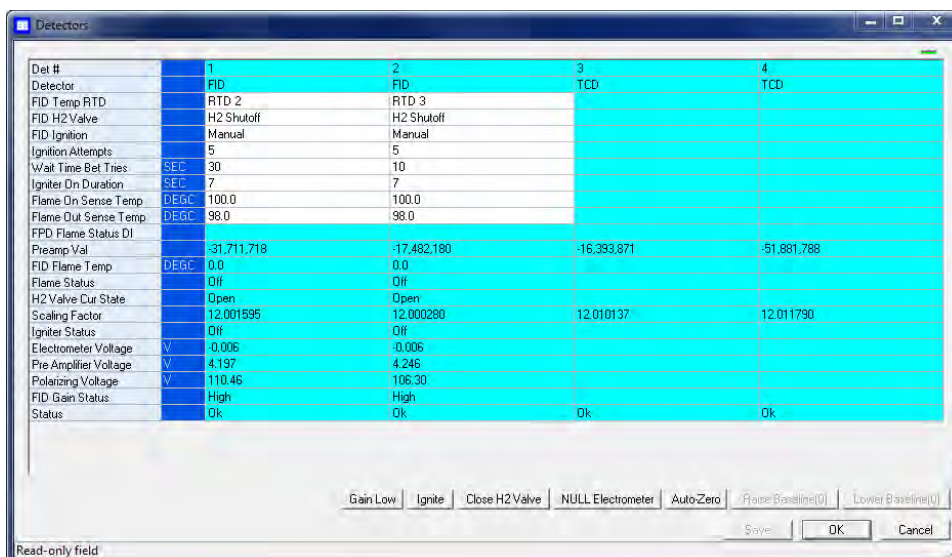 Detectors
Det # 1 2 3 4
Detector FID FID TCD TCD
FID Temp RTD RTD 2 RTD 3
FID H2 Valve H2 Shutoff H2 Shutoff
FID Ignition Manual Manual
Ignition Attempts 5 5
Wait Time Bet Tries SEC 30 10
Igniter On Duration SEC 7 7
Flame On Sense Temp DEGC 100.0 100.0
Flame Out Sense Temp DEGC 98.0 98.0
FPD Flame Status DI
Preamp Val -31,711,718 -17,482,180 -16,393,871 -51,881,788
FID Flame Temp DEGC 0.0 0.0
Flame Status Off Off
H2 Valve Cur State Open Open
Scaling Factor 12.001595 12.000280 12.010137 12.011790
Igniter Status Off Off
Electrometer Voltage V -0.006 -0.006
Pre Amplifier Voltage V 4.197 4.246
Polarizing Voltage V 110.46 106.30
FID Gain Status High High
Status Ok Ok Ok Ok
Gain Low Ignite Close H2 Valve NULL Electrometer Auto-Zero Raise Baseline(0) Lower Baseline(0)
Save OK Cancel
Read-only field